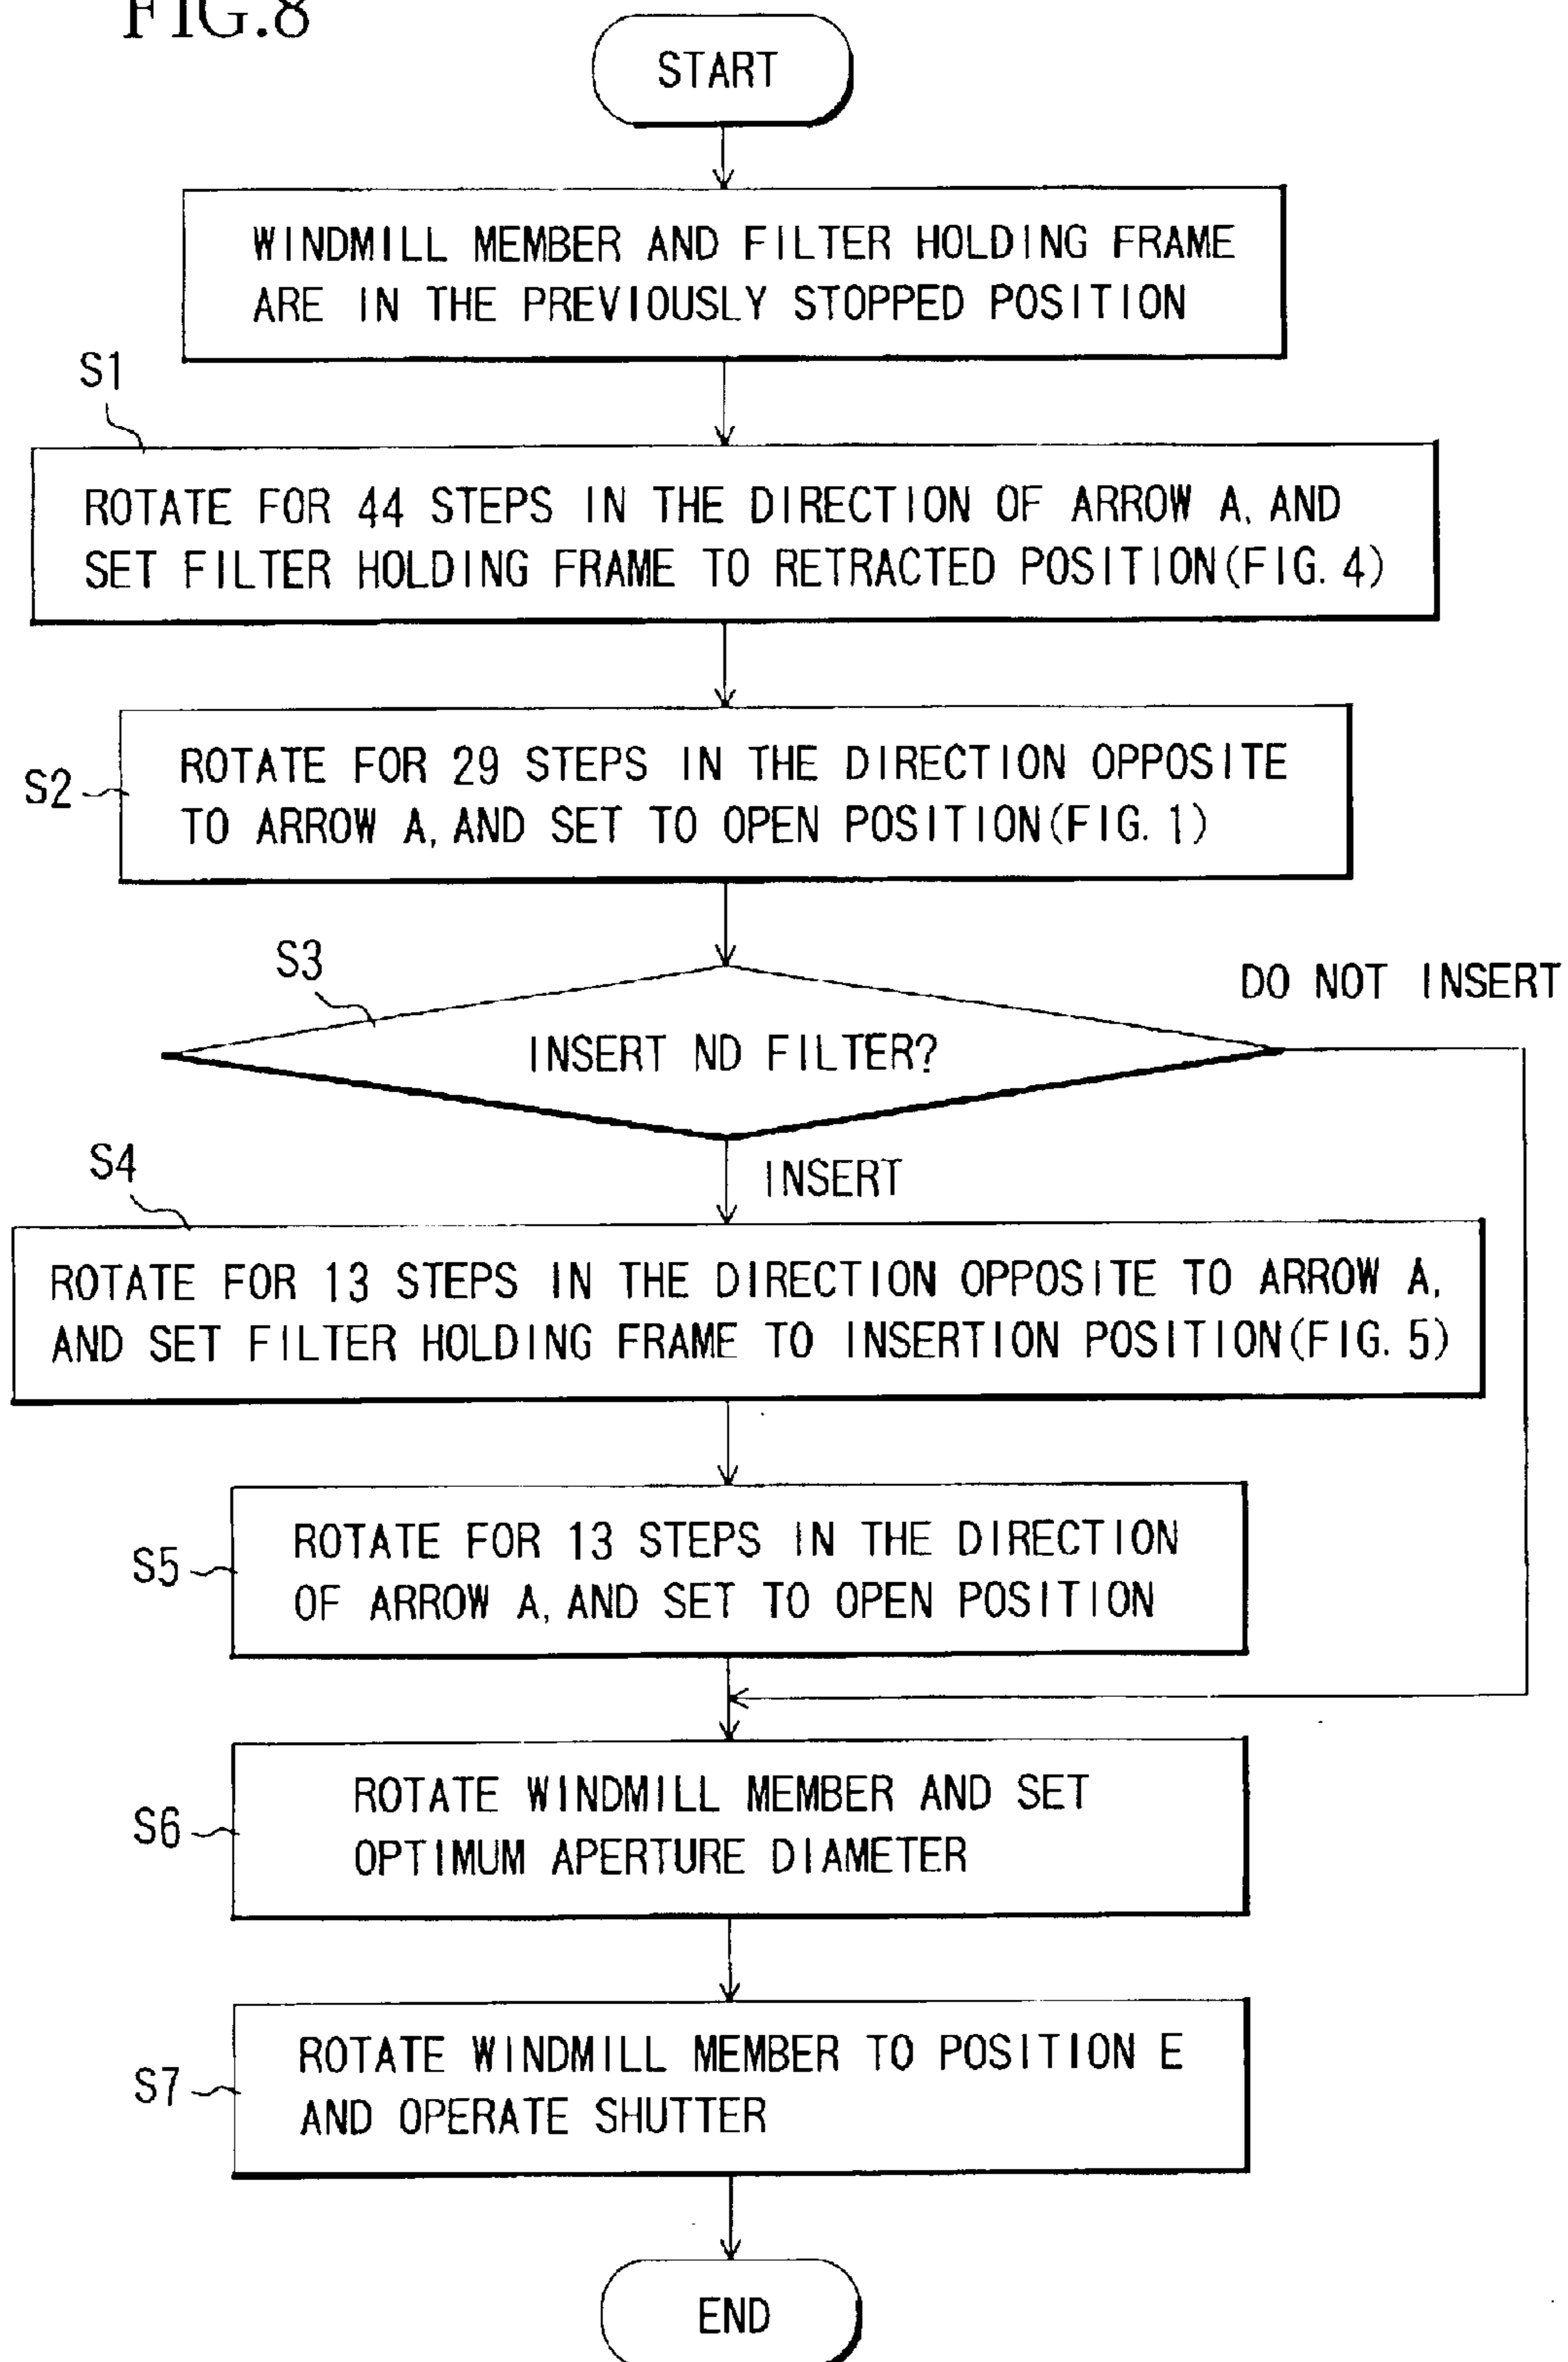 FIG.8
START
WINDMILL MEMBER AND FILTER HOLDING FRAME
ARE IN THE PREVIOUSLY STOPPED POSITION
S1
ROTATE FOR 44 STEPS IN THE DIRECTION OF ARROW A, AND
SET FILTER HOLDING FRAME TO RETRACTED POSITION(FIG. 4)
S2
ROTATE FOR 29 STEPS IN THE DIRECTION OPPOSITE
TO ARROW A, AND SET TO OPEN POSITION(FIG. 1)
S3
DO NOT INSERT
INSERT ND FILTER?
INSERT
S4
ROTATE FOR 13 STEPS IN THE DIRECTION OPPOSITE TO ARROW A,
AND SET FILTER HOLDING FRAME TO INSERTION POSITION(FIG. 5)
S5
ROTATE FOR 13 STEPS IN THE DIRECTION
OF ARROW A, AND SET TO OPEN POSITION
S6
ROTATE WINDMILL MEMBER AND SET
OPTIMUM APERTURE DIAMETER
S7
ROTATE WINDMILL MEMBER TO POSITION E
AND OPERATE SHUTTER
END